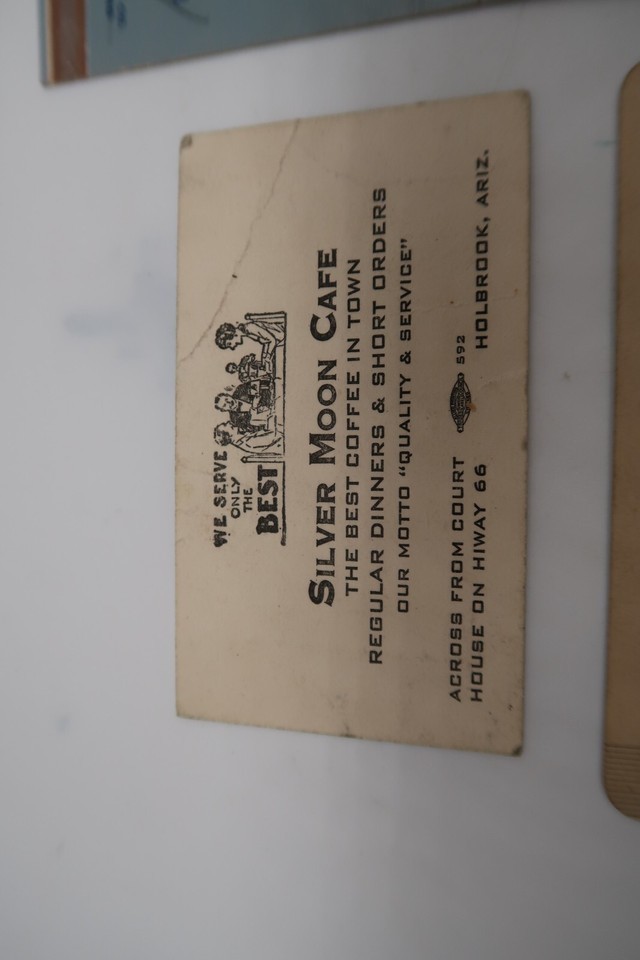 WE SERVE
ONLY
THE
BEST
SILVER MOON CAFE
THE BEST COFFEE IN TOWN
REGULAR DINNERS & SHORT ORDERS
OUR MOTTO "QUALITY & SERVICE"
ACROSS FROM COURT
HOUSE ON HIWAY 66
592
HOLBROOK, ARIZ.